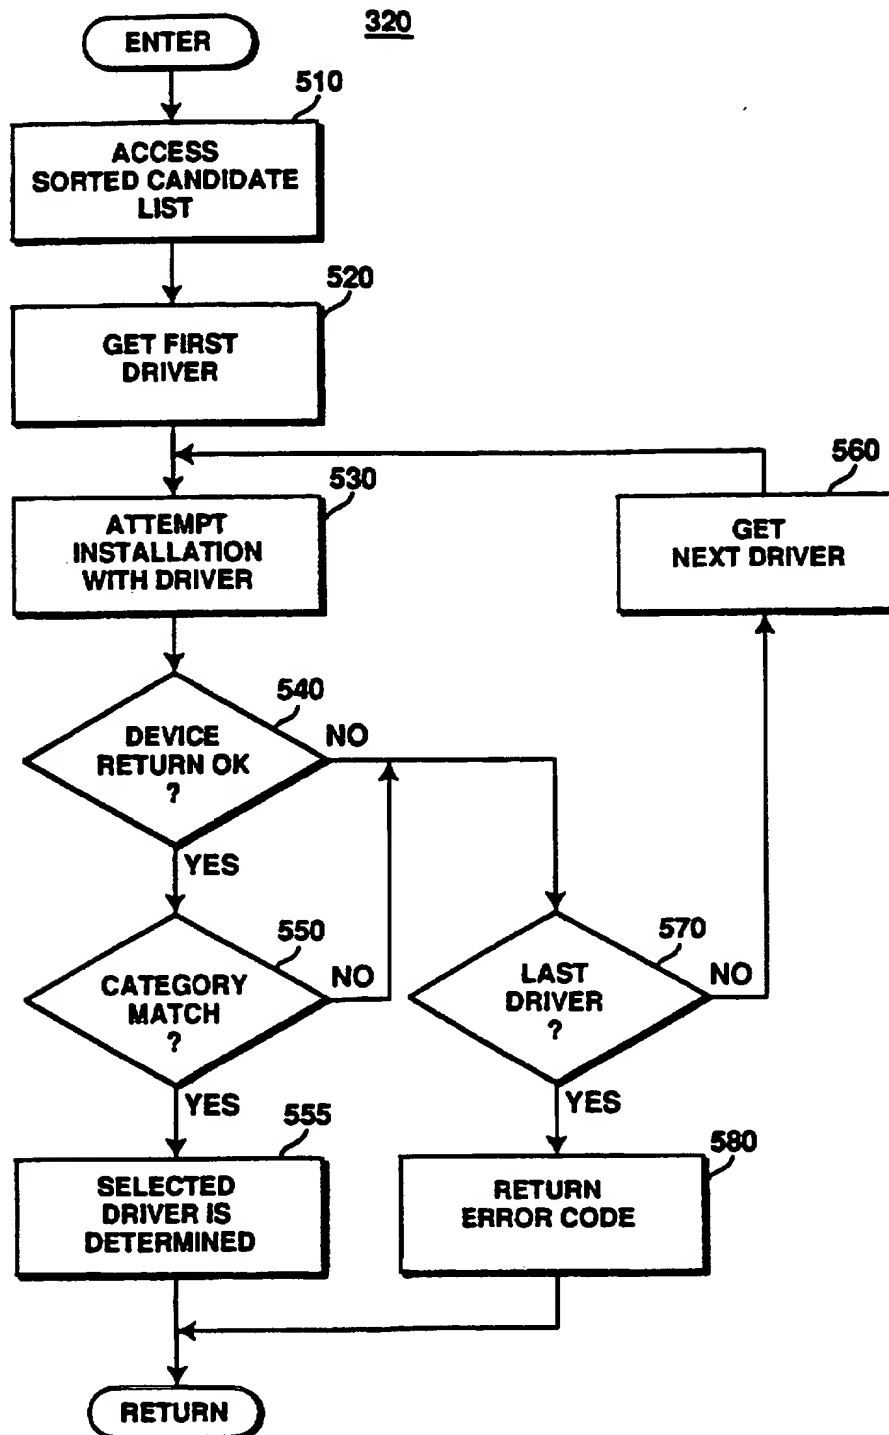 320
ENTER
510
ACCESS
SORTED CANDIDATE
LIST
520
GET FIRST
DRIVER
530
ATTEMPT
INSTALLATION
WITH DRIVER
560
GET
NEXT DRIVER
540
DEVICE
RETURN OK
?
NO
YES
550
CATEGORY
MATCH
?
NO
YES
570
LAST
DRIVER
?
NO
YES
555
SELECTED
DRIVER IS
DETERMINED
580
RETURN
ERROR CODE
RETURN